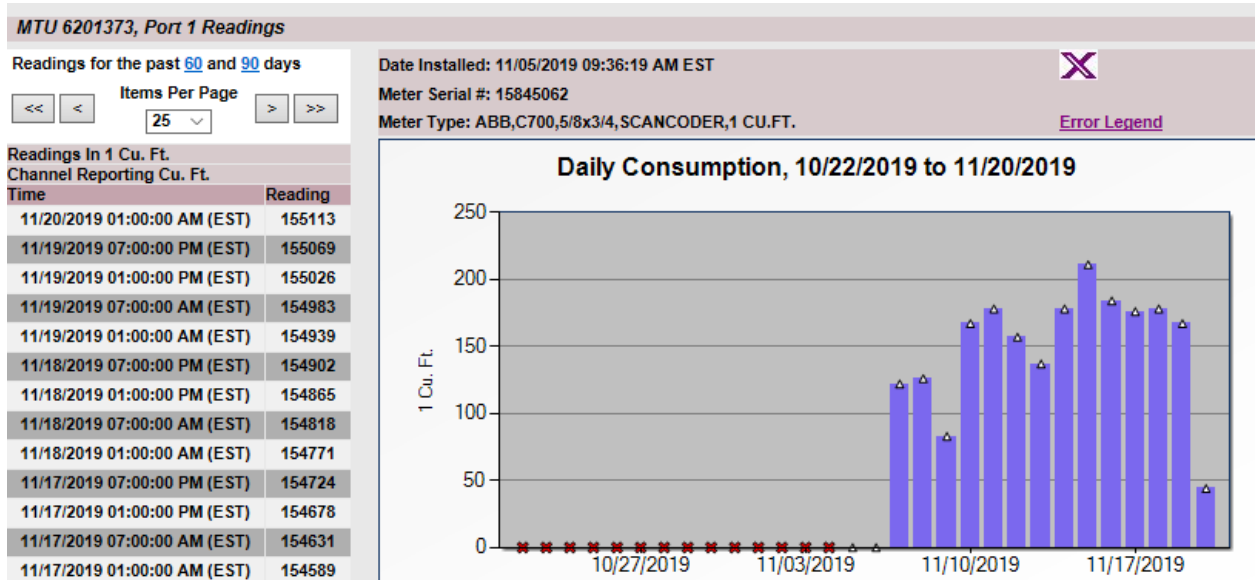 MTU 6201373, Port 1 Readings
Readings for the past 60 and 90 days
<< < Items Per Page > >>
25
Readings In 1 Cu. Ft.
Channel Reporting Cu. Ft.
Time Reading
11/20/2019 01:00:00 AM (EST) 155113
11/19/2019 07:00:00 PM (EST) 155069
11/19/2019 01:00:00 PM (EST) 155026
11/19/2019 07:00:00 AM (EST) 154983
11/19/2019 01:00:00 AM (EST) 154939
11/18/2019 07:00:00 PM (EST) 154902
11/18/2019 01:00:00 PM (EST) 154865
11/18/2019 07:00:00 AM (EST) 154818
11/18/2019 01:00:00 AM (EST) 154771
11/17/2019 07:00:00 PM (EST) 154724
11/17/2019 01:00:00 PM (EST) 154678
11/17/2019 07:00:00 AM (EST) 154631
11/17/2019 01:00:00 AM (EST) 154589
Date Installed: 11/05/2019 09:36:19 AM EST
Meter Serial #: 15845062
Meter Type: ABB,C700,5/8x3/4,SCANCODER,1 CU.FT.
X
Error Legend
Daily Consumption, 10/22/2019 to 11/20/2019
1 Cu. Ft.
250
200
150
100
50
0
10/27/2019 11/03/2019 11/10/2019 11/17/2019